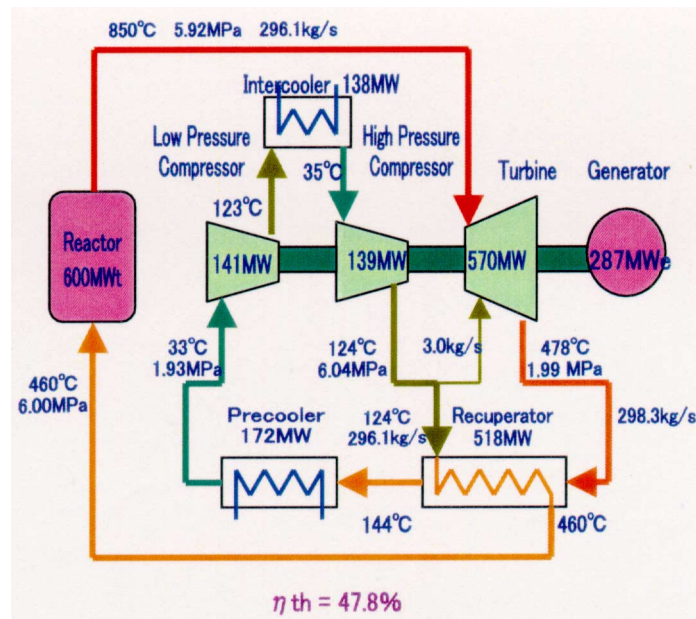 850℃ 5.92MPa 296.1kg/s
Intercooler 138MW
Low Pressure
Compressor
High Pressure
Compressor
35℃
Turbine
Generator
123℃
Reactor
600MWt
141MW
139MW
570MW
287MWe
33℃
1.93MPa
124℃
6.04MPa
3.0kg/s
478℃
1.99 MPa
460℃
6.00MPa
Precooler
172MW
124℃
296.1kg/s
Recuperator
518MW
298.3kg/s
144℃
460℃
η th = 47.8%